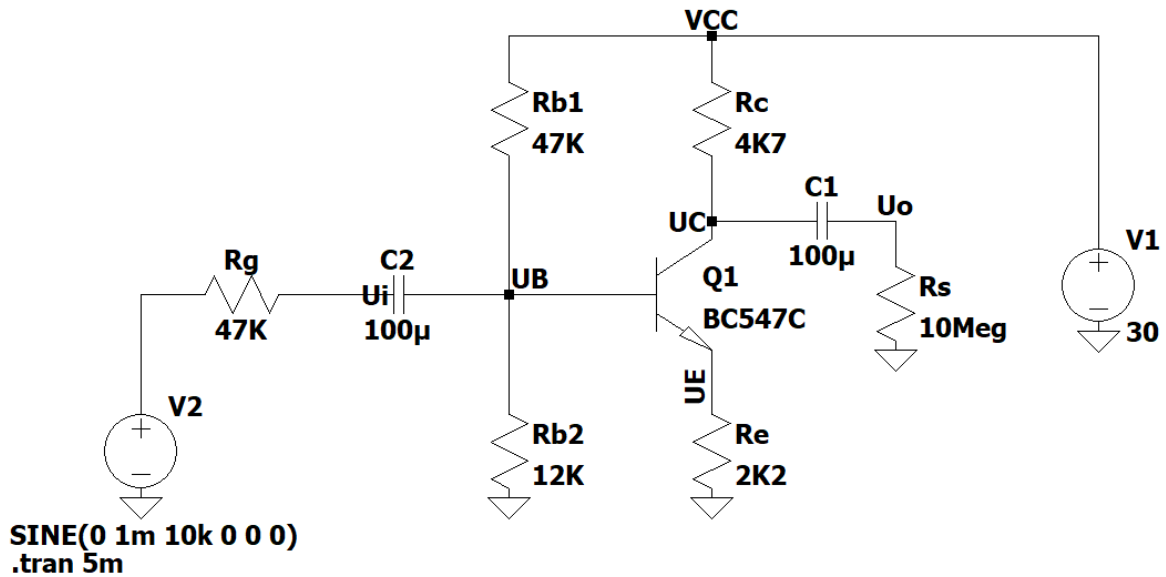 VCC
Rb1
47K
Rc
4K7
C1
100µ
Uo
UC
V1
30
Rg
47K
C2
Ui
100µ
UB
Q1
BC547C
Rs
10Meg
UE
V2
Rb2
12K
Re
2K2
SINE(0 1m 10k 0 0 0)
.tran 5m